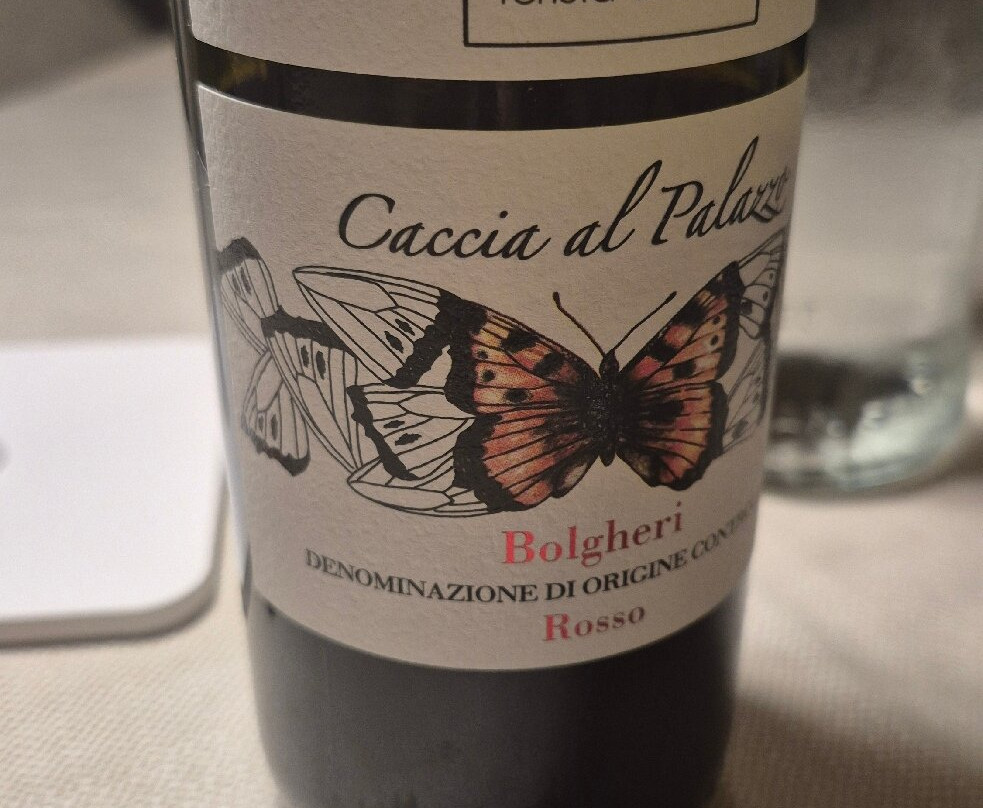 Caccia al Palazzo
Bolgheri
DENOMINAZIONE DI ORIGINE
Rosso